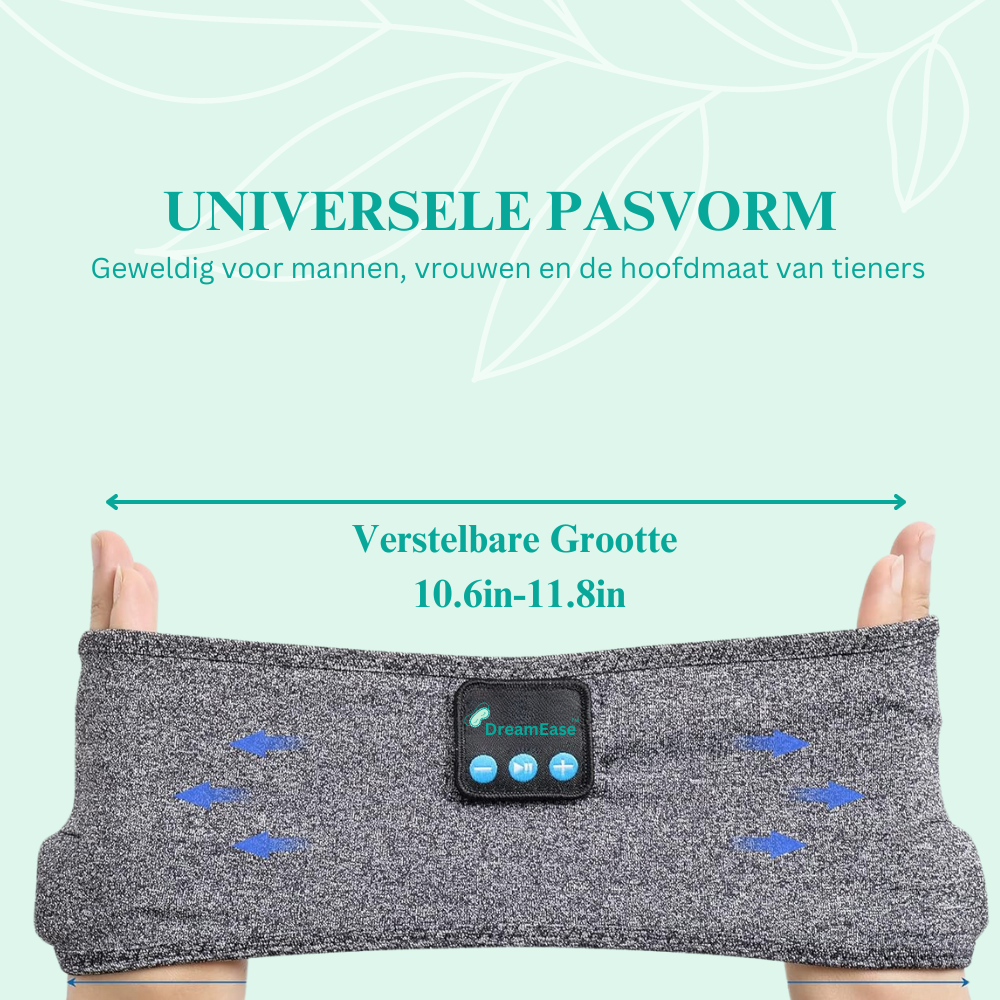 UNIVERSELE PASVORM
Geweldig voor mannen, vrouwen en de hoofdmaat van tieners
Verstelbare Grootte
10.6in-11.8in
DreamEase